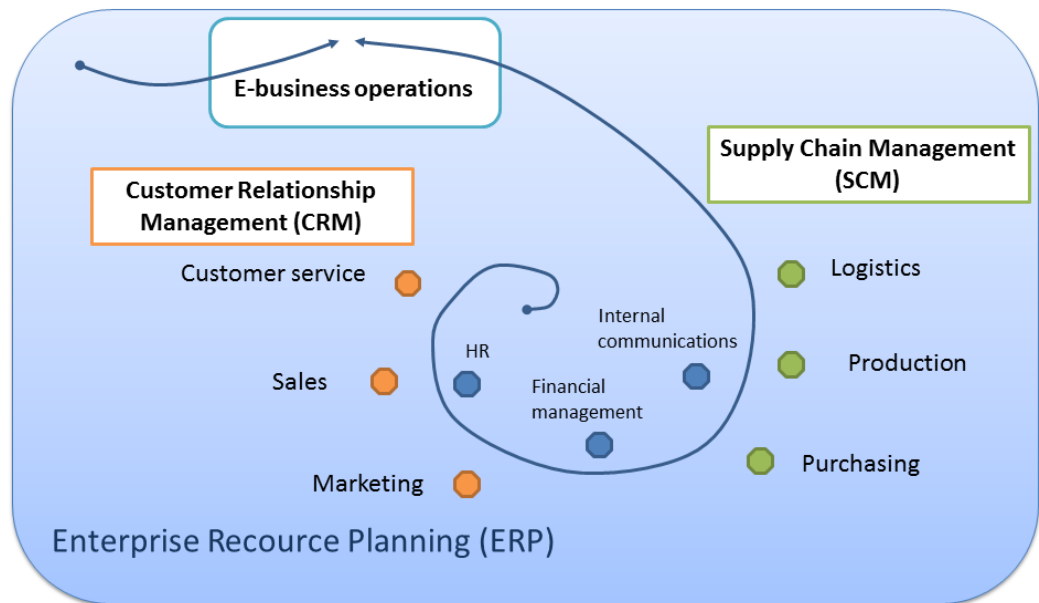 E-business operations
Supply Chain Management
(SCM)
Customer Relationship
Management (CRM)
Customer service
Logistics
Internal
communications
HR
Production
Sales
Financial
management
Purchasing
Marketing
Enterprise Recource Planning (ERP)